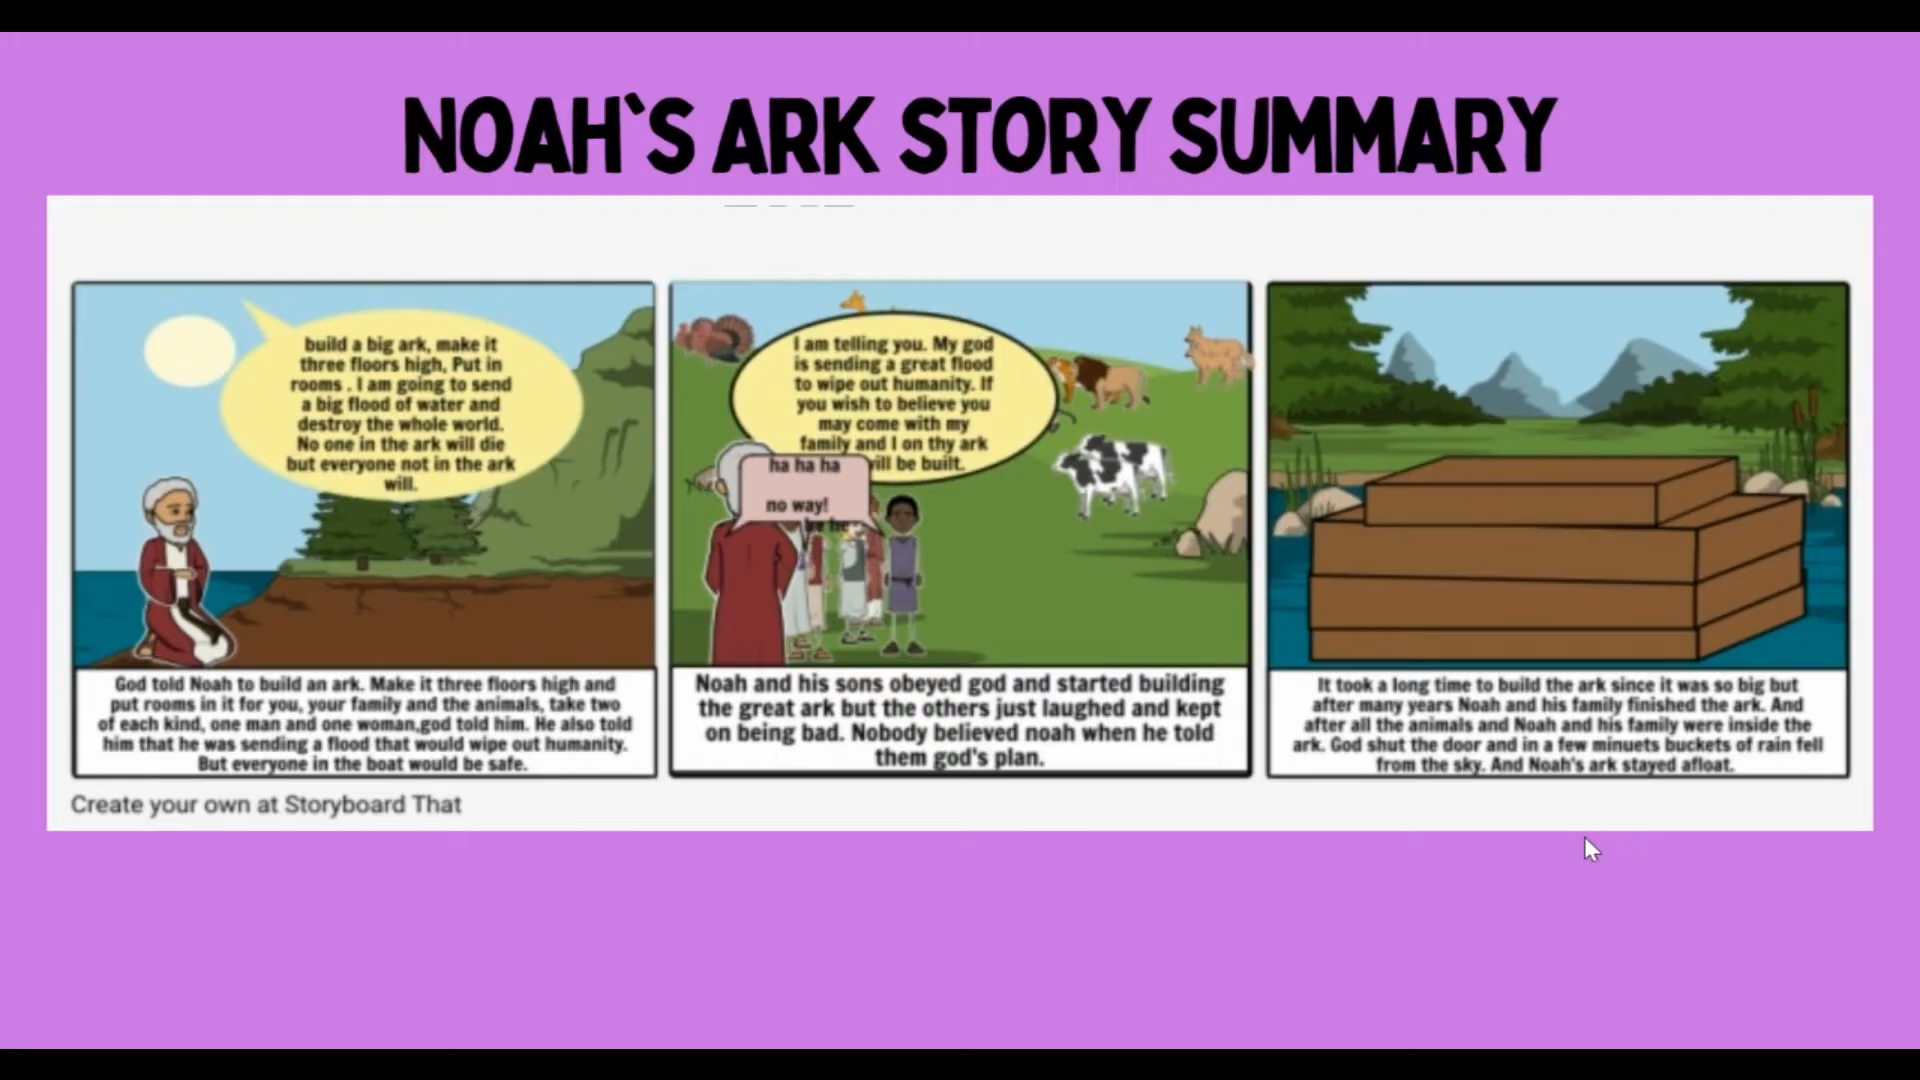 NOAH`S ARK STORY SUMMARY
build a big ark, make it
three floors high, Put in
rooms . I am going to send
a big flood of water and
destroy the whole world.
No one in the ark will die
but everyone not in the ark
will.
God told Noah to build an ark. Make it three floors high and
put rooms in it for you, your family and the animals, take two
of each kind, one man and one woman,god told him. He also told
him that he was sending a flood that would wipe out humanity.
But everyone in the boat would be safe.
I am telling you. My god
is sending a great flood
to wipe out humanity. If
you wish to believe you
may come with my
family and I on thy ark
will be built.
ha ha ha
no way!
he he
Noah and his sons obeyed god and started building
the great ark but the others just laughed and kept
on being bad. Nobody believed noah when he told
them god's plan.
It took a long time to build the ark since it was so big but
after many years Noah and his family finished the ark. And
after all the animals and Noah and his family were inside the
ark. God shut the door and in a few minuets buckets of rain fell
from the sky. And Noah's ark stayed afloat.
Create your own at Storyboard That